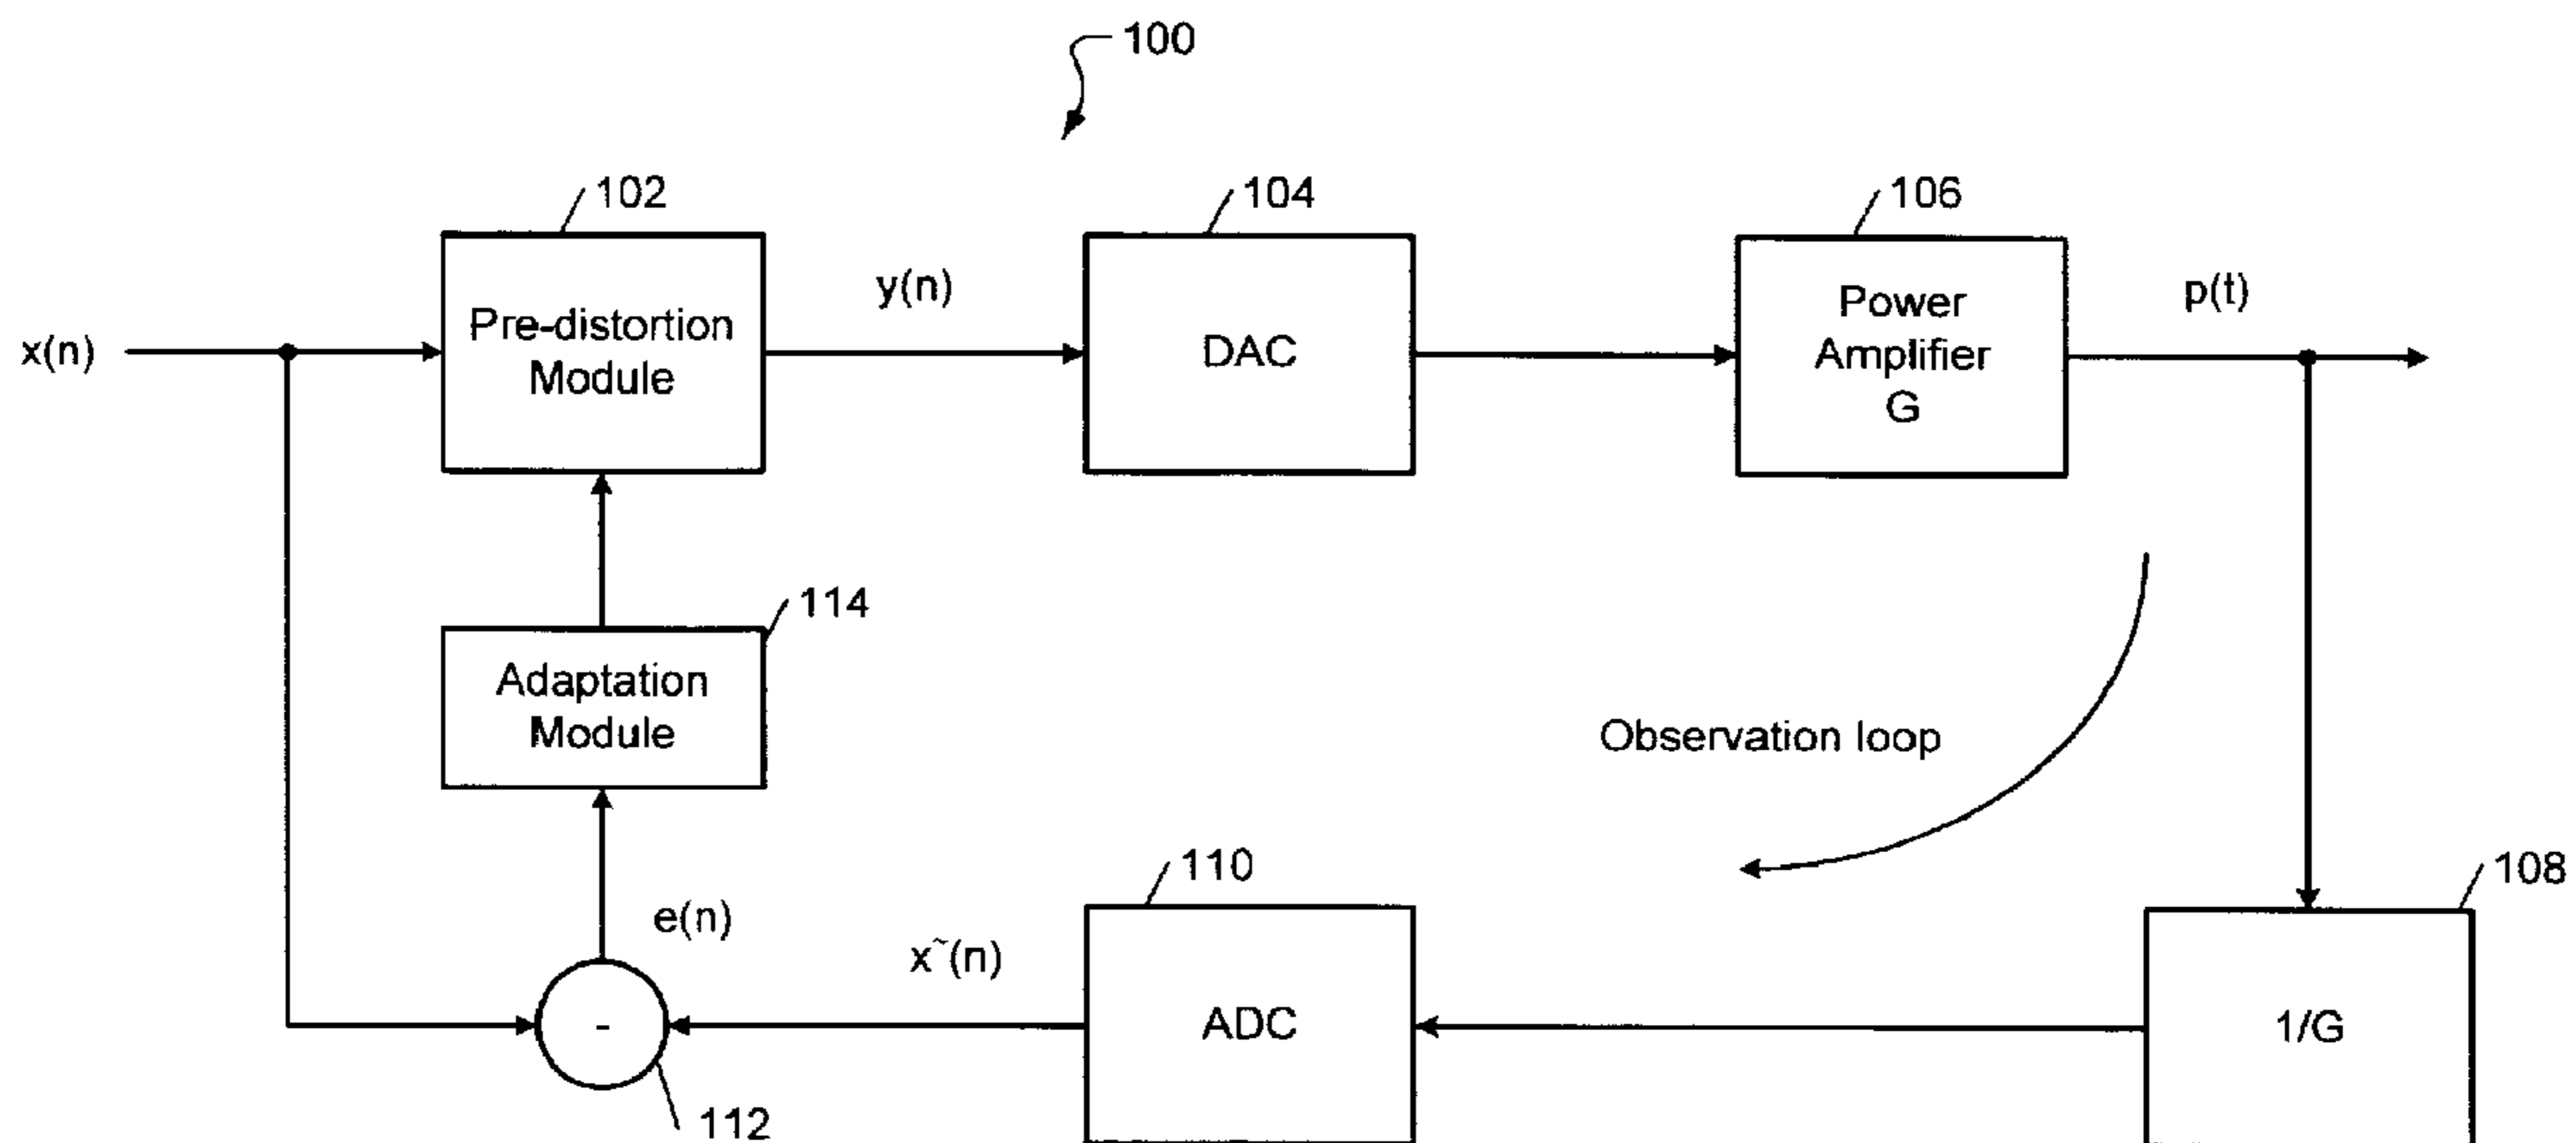 100
102
104
106
x(n)
Pre-distortion
Module
y(n)
DAC
Power
Amplifier
G
p(t)
114
Adaptation
Module
Observation loop
110
108
e(n)
x~(n)
-
ADC
1/G
112